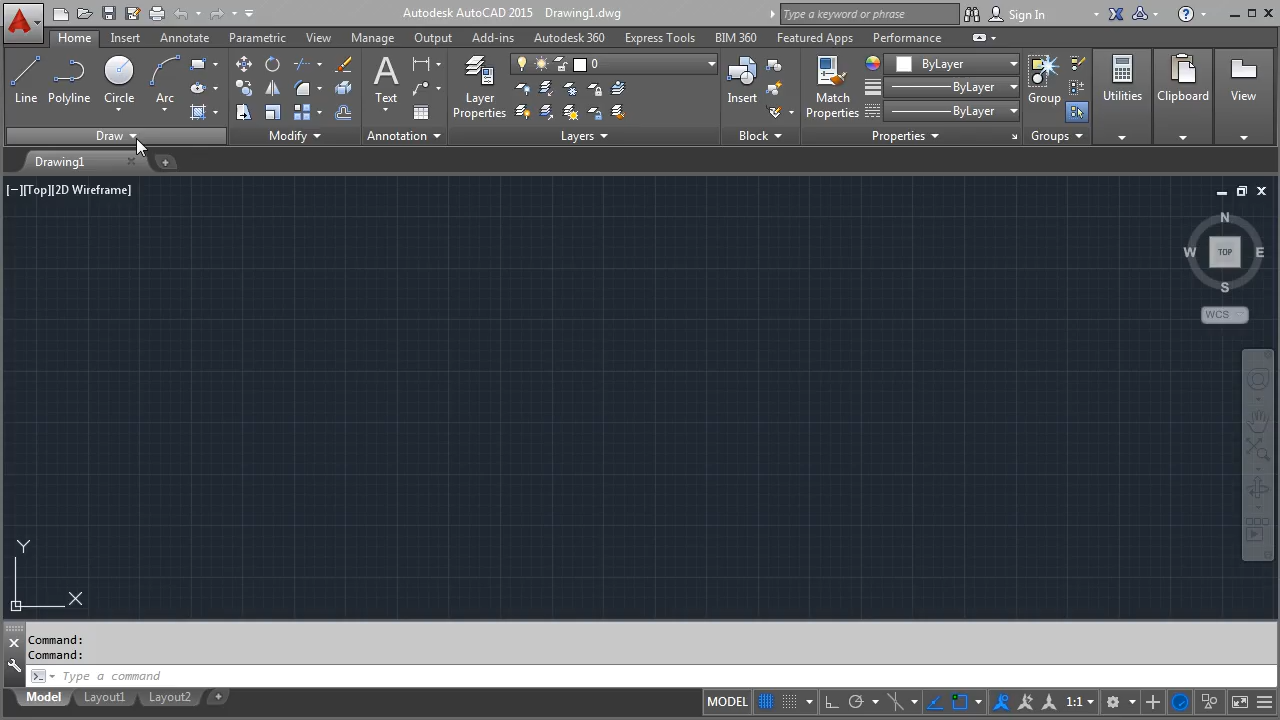 Autodesk AutoCAD 2015 Drawing1.dwg
Type a keyword or phrase
Sign In
Home Insert Annotate Parametric View Manage Output Add-ins Autodesk 360 Express Tools BIM 360 Featured Apps Performance
0
ByLayer
ByLayer
ByLayer
Line Polyline Circle Arc
A
Text
Layer
Properties
Insert
Match
Properties
Group
Utilities
Clipboard
View
Draw Modify Annotation Layers Block Properties Groups
Drawing1
[−][Top][2D Wireframe]
N
W TOP E
S
WCS
Y
X
Command:
Command:
Type a command
Model Layout1 Layout2
MODEL
1:1